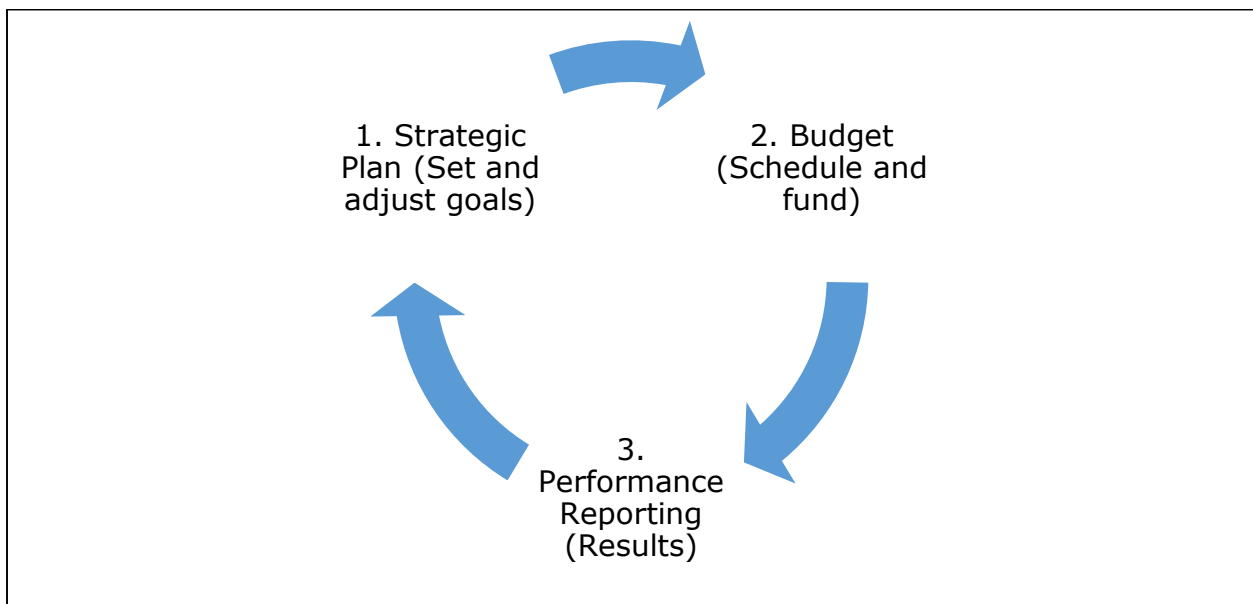 1. Strategic
Plan (Set and
adjust goals)
2. Budget
(Schedule and
fund)
3.
Performance
Reporting
(Results)